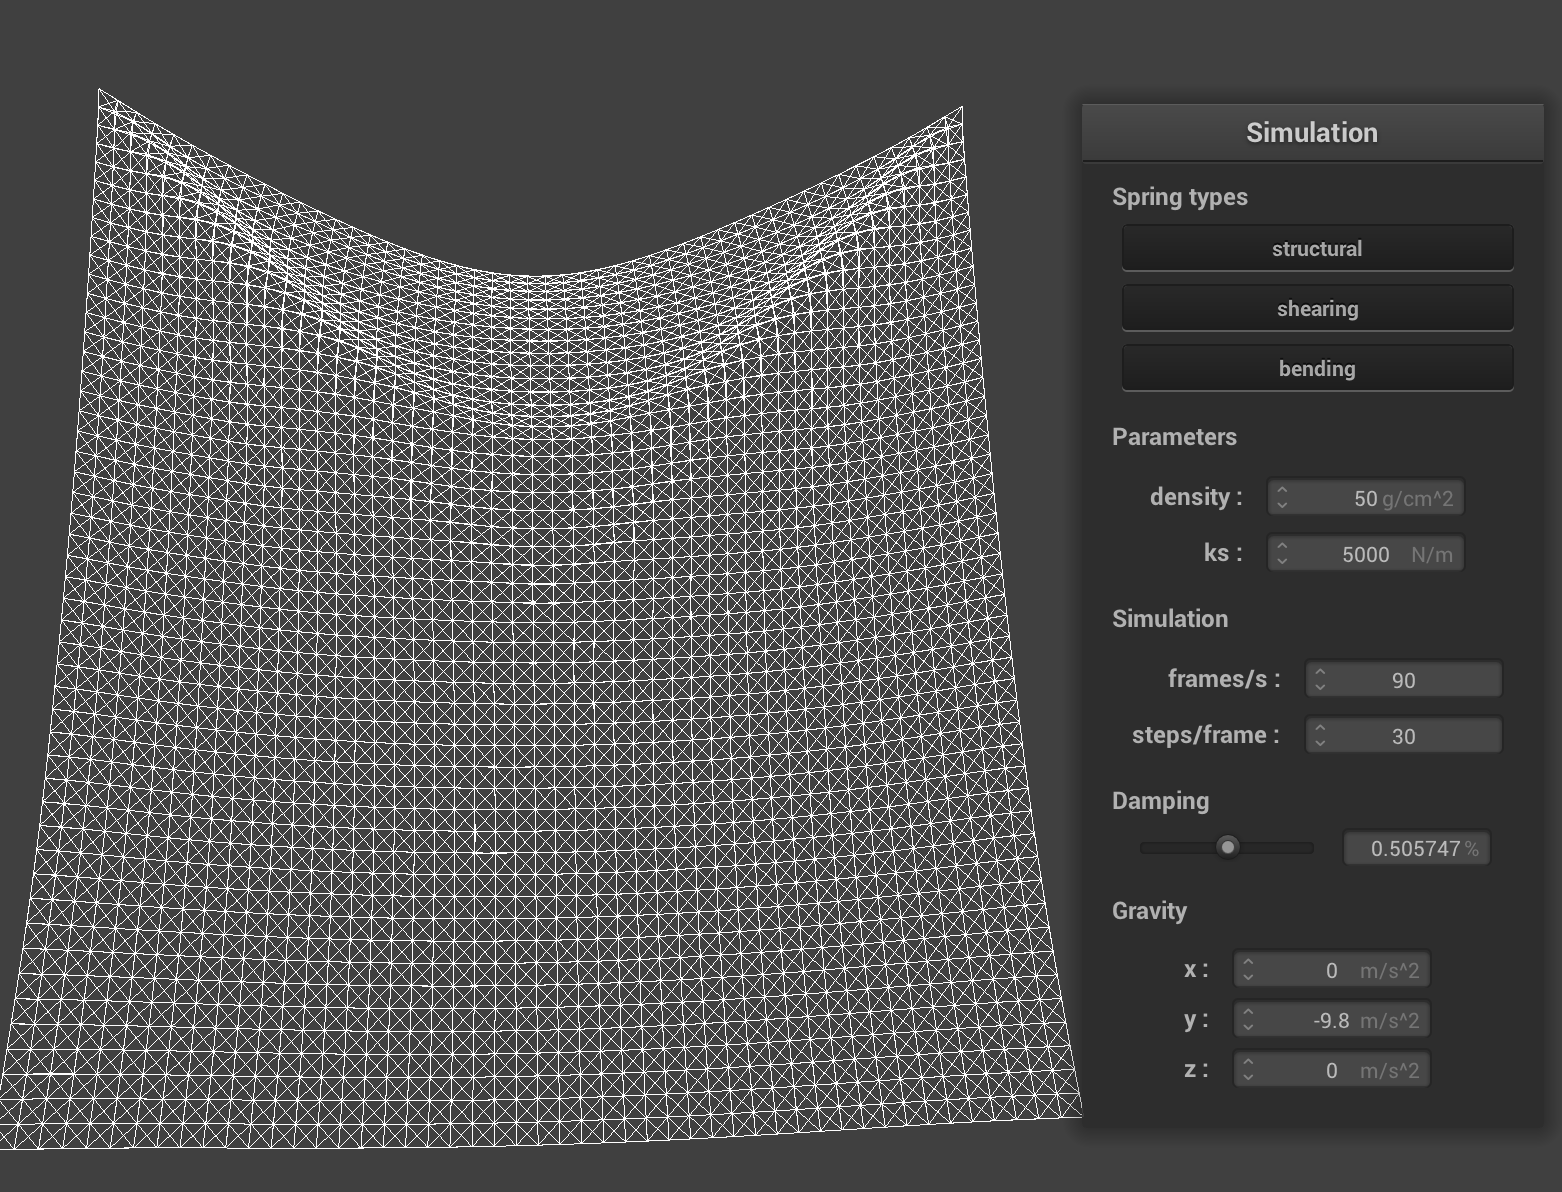 Simulation
Spring types
structural
shearing
bending
Parameters
density : 50 g/cm^2
ks : 5000 N/m
Simulation
frames/s : 90
steps/frame : 30
Damping
0.505747 %
Gravity
x : 0 m/s^2
y : -9.8 m/s^2
z : 0 m/s^2